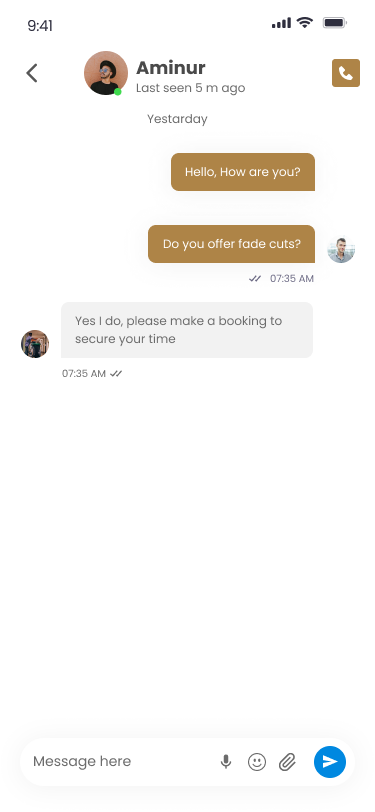 9:41
Aminur
Last seen 5 m ago
Yestarday
Hello, How are you?
Do you offer fade cuts?
07:35 AM
Yes I do, please make a booking to
secure your time
07:35 AM
Message here